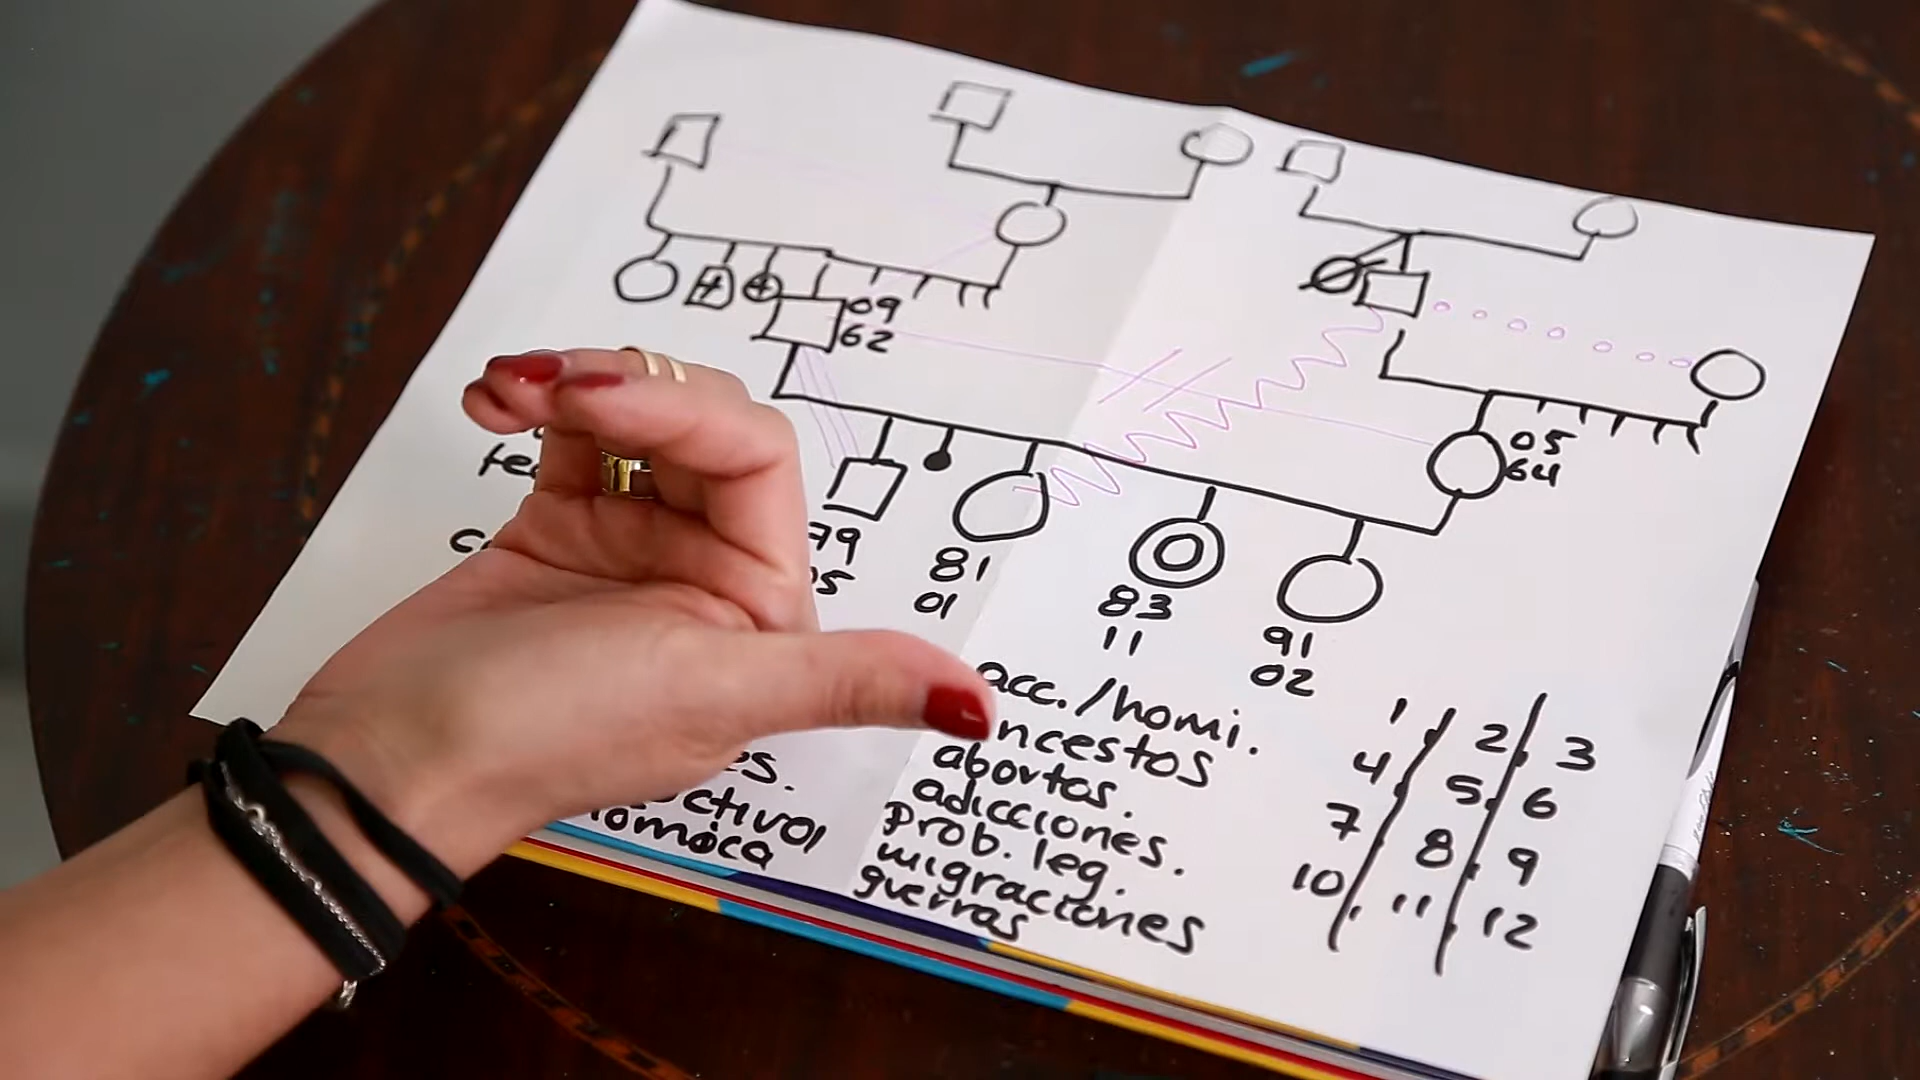 09
62
05
64
79
81
01
83
11
91
02
acc./homi.
abortos.
adicciones.
Prob. leg.
migraciones
guerras
1 2 3
4 5 6
7 8 9
10 11 12